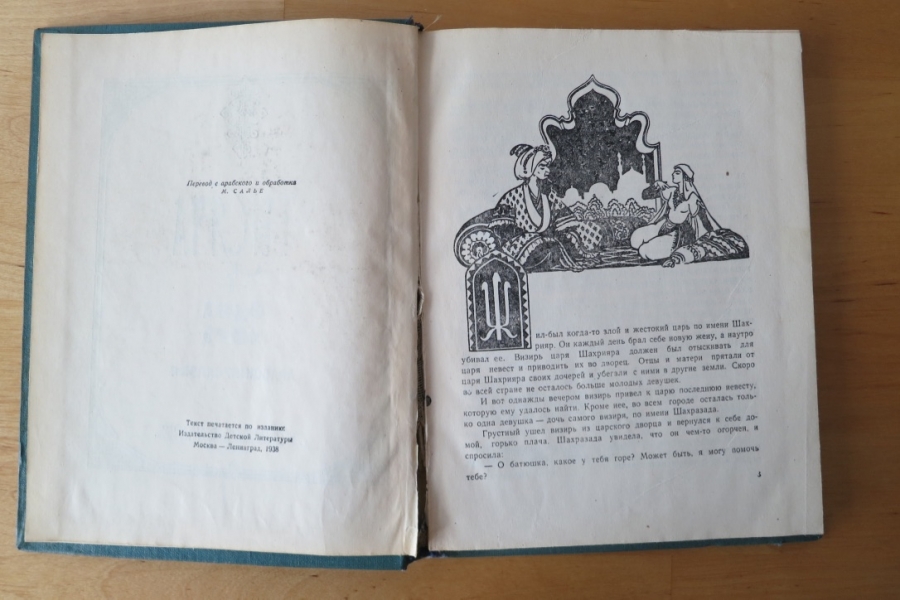 Перевод с арабского и обработка
М. САЛЬЕ
Текст печатается по изданию
Издательство Детской Литературы
Москва — Ленинград, 1938
Жил-был когда-то злой и жестокий царь по имени Шах-
рияр. Он каждый день брал себе новую жену, а наутро
убивал ее. Визирь царя Шахрияра должен был отыскивать для
царя невест и приводить их во дворец. Отцы и матери прятали от
царя Шахрияра своих дочерей и убегали с ними в другие земли. Скоро
во всей стране не осталось больше молодых девушек.
И вот однажды вечером визирь привел к царю последнюю невесту,
которую ему удалось найти. Кроме нее, во всем городе осталась толь-
ко одна девушка — дочь самого визиря, по имени Шахразада.
Грустный ушел визирь из царского дворца и вернулся к себе до-
мой, горько плача. Шахразада увидела, что он чем-то огорчен, и
спросила:
— О батюшка, какое у тебя горе? Может быть, я могу помочь
тебе?
3